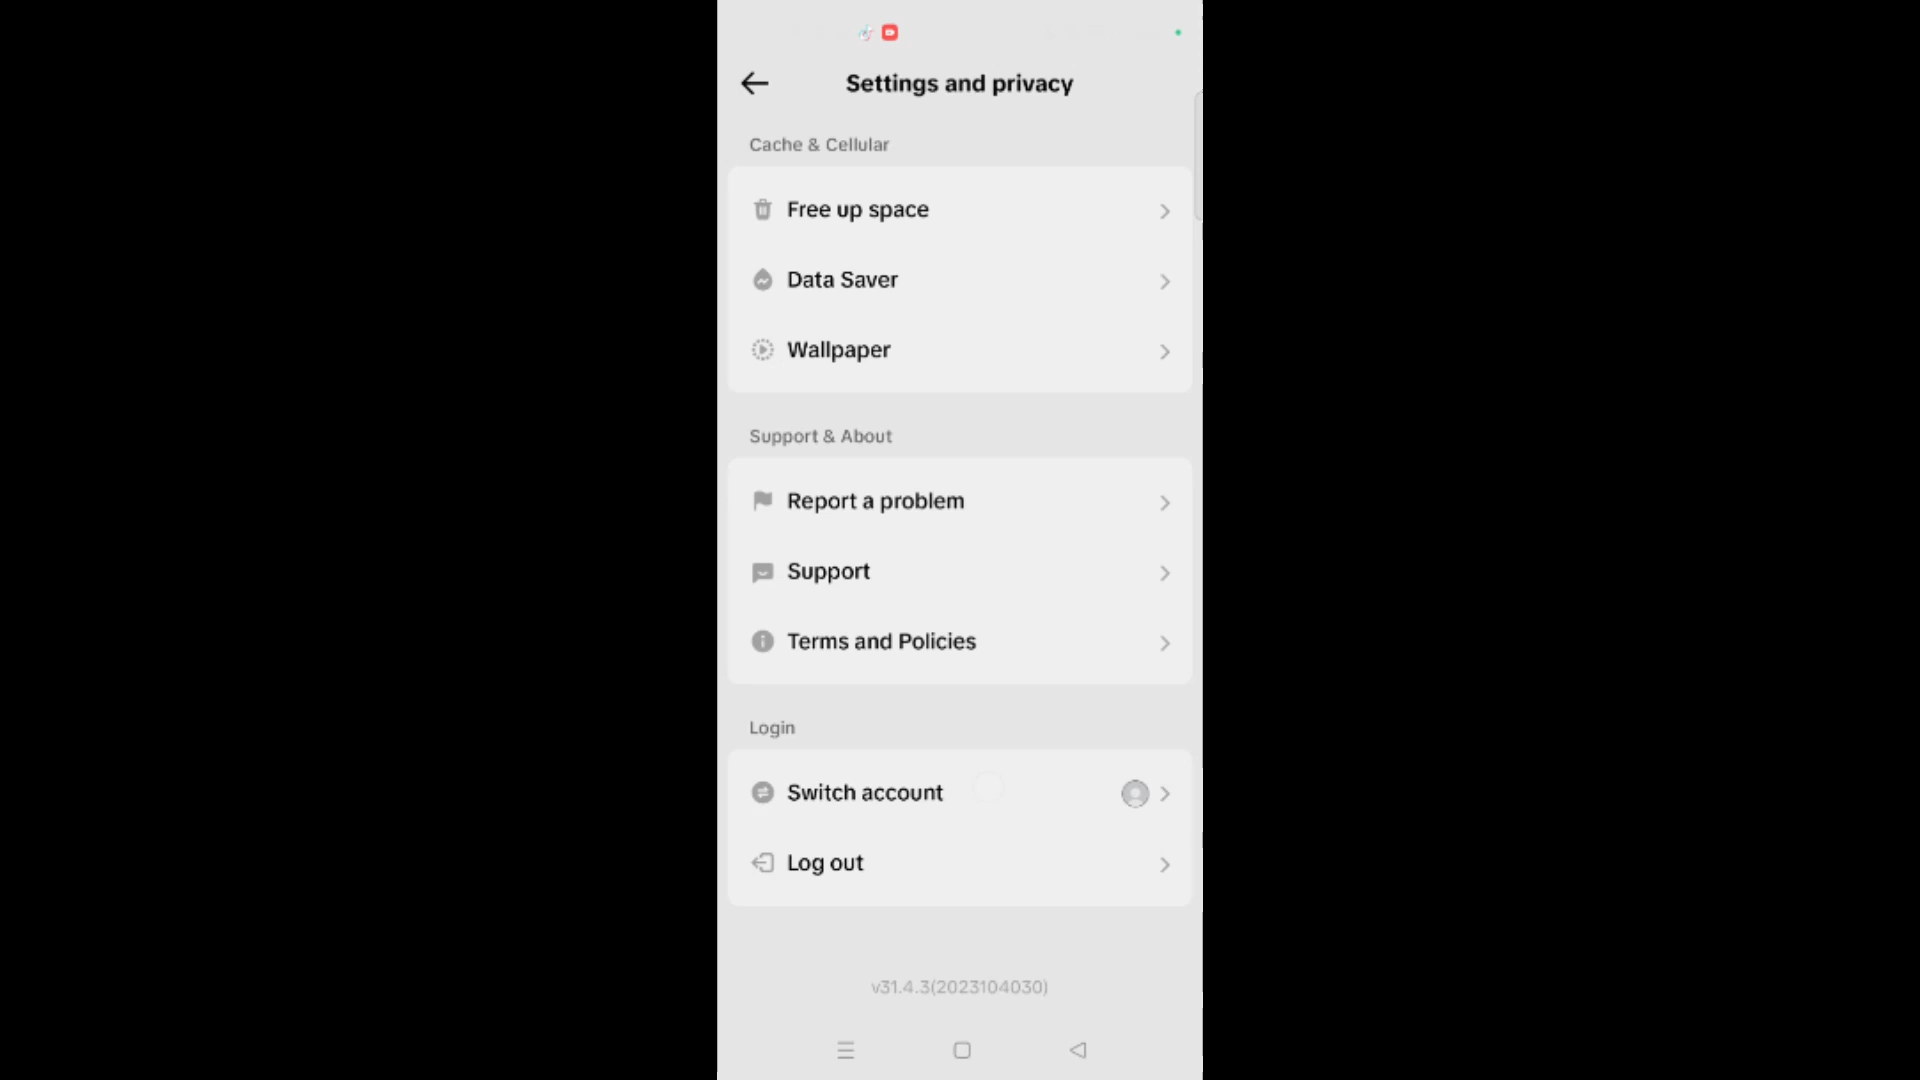 Settings and privacy
Cache & Cellular
Free up space
Data Saver
Wallpaper
Support & About
Report a problem
Support
Terms and Policies
Login
Switch account
Log out
v31.4.3(2023104030)